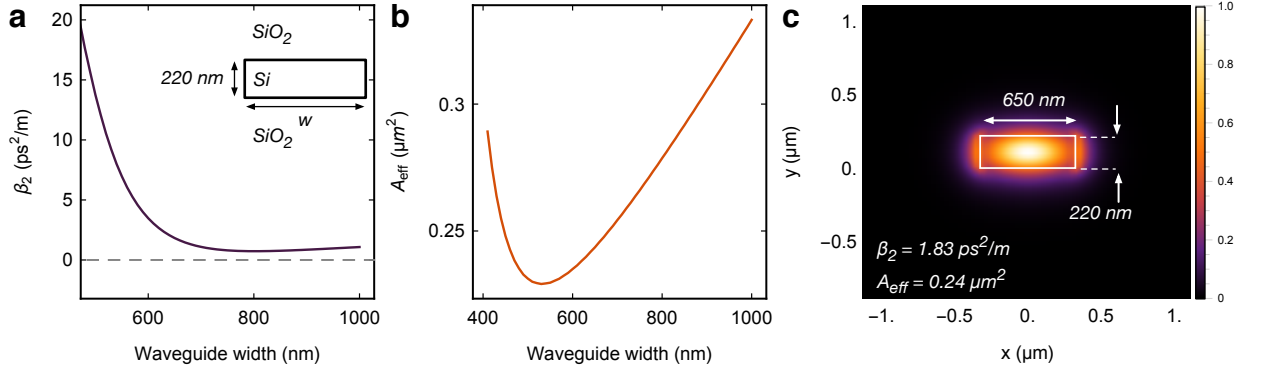 a
20
15
10
5
0
β₂ (ps²/m)
600
800
1000
Waveguide width (nm)
SiO₂
220 nm
Si
w
SiO₂
b
0.3
0.25
A_eff (μm²)
400
600
800
1000
Waveguide width (nm)
c
1.
0.5
0.
−0.5
y (μm)
650 nm
220 nm
β₂ = 1.83 ps²/m
A_eff = 0.24 μm²
−1.
−0.5
0.
0.5
1.
x (μm)
1.0
0.8
0.6
0.4
0.2
0